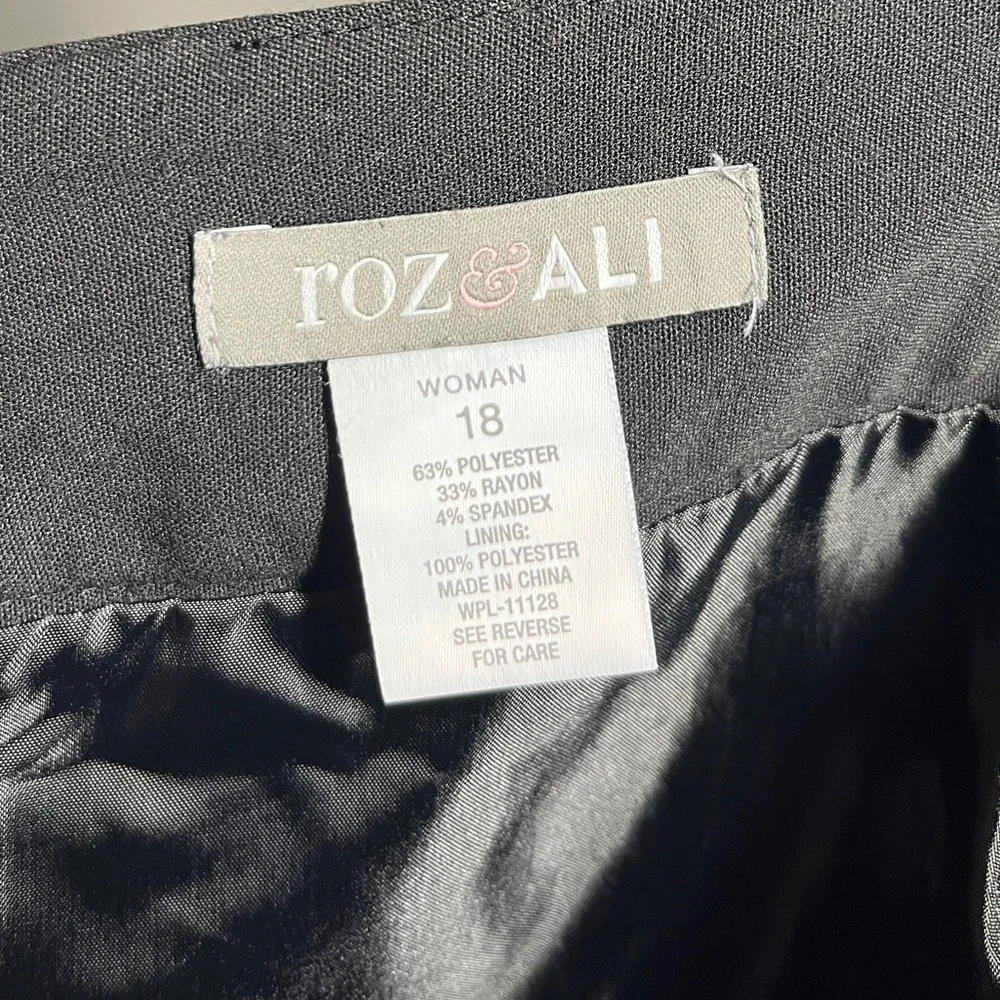 roz & ALI
WOMAN
18
63% POLYESTER
33% RAYON
4% SPANDEX
LINING:
100% POLYESTER
MADE IN CHINA
WPL-11128
SEE REVERSE
FOR CARE